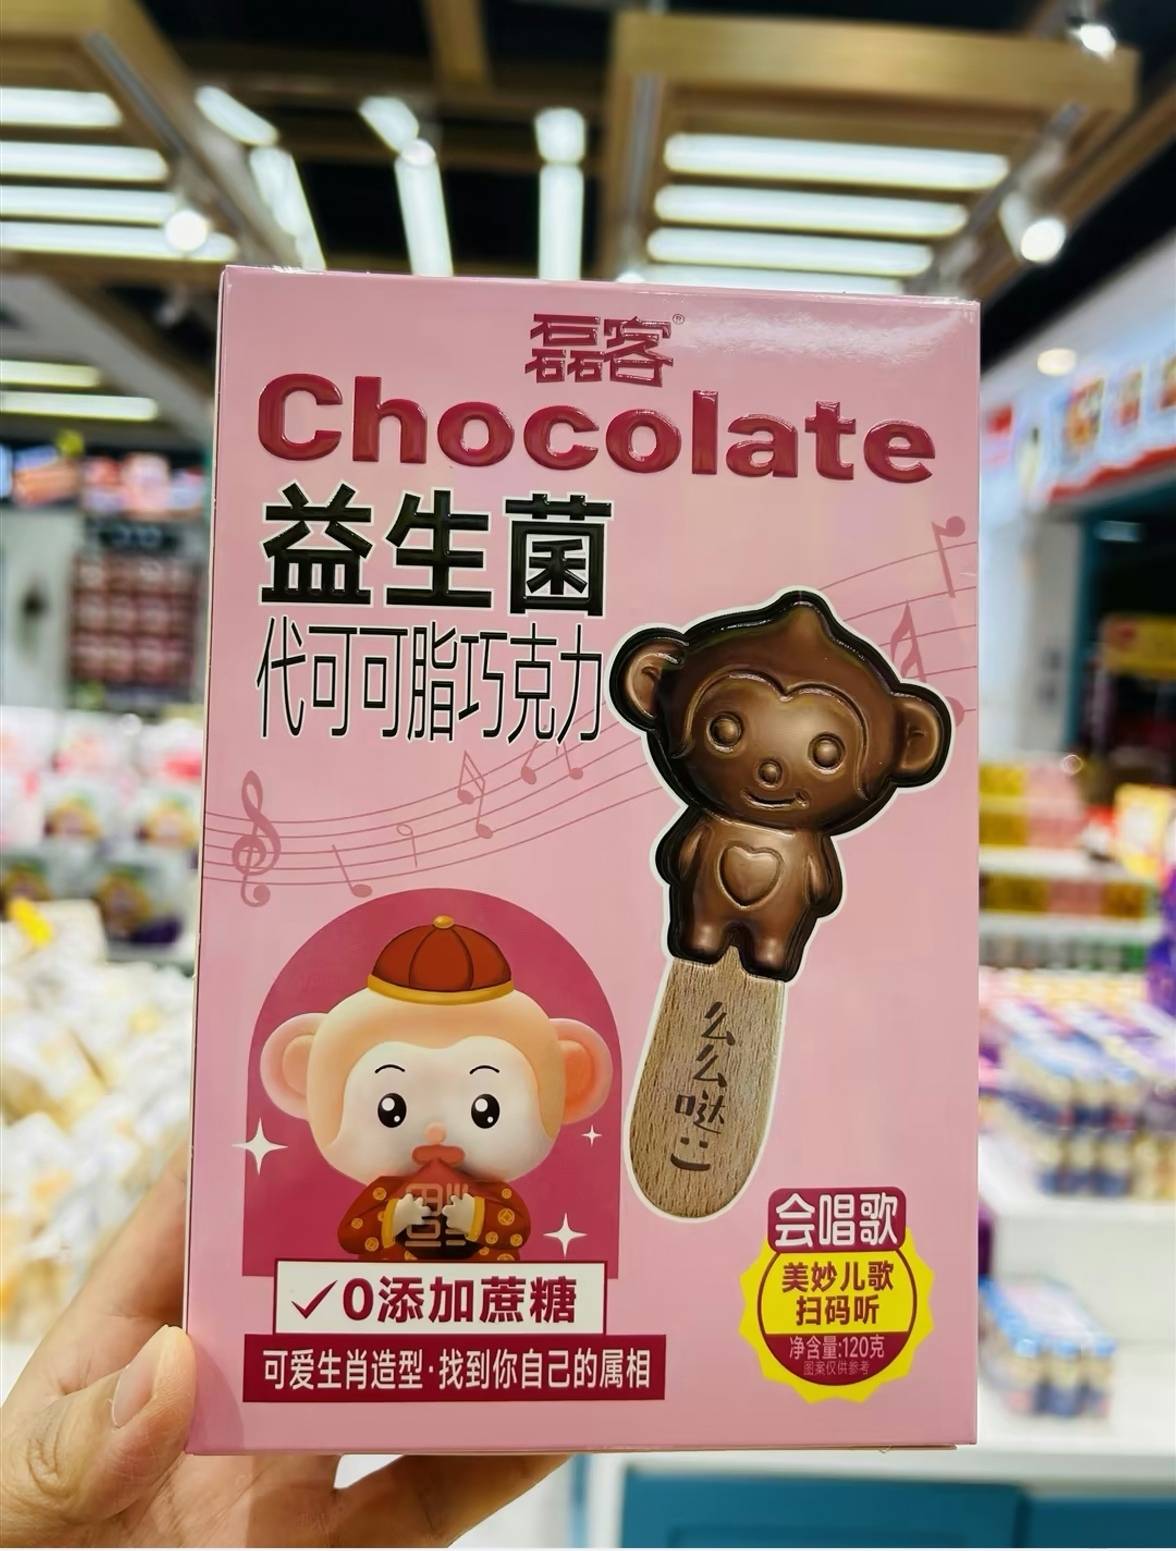 磊客®
Chocolate
益生菌
代可可脂巧克力
么么哒
✓0添加蔗糖
可爱生肖造型·找到你自己的属相
会唱歌
美妙儿歌
扫码听
净含量:120克
图案仅供参考